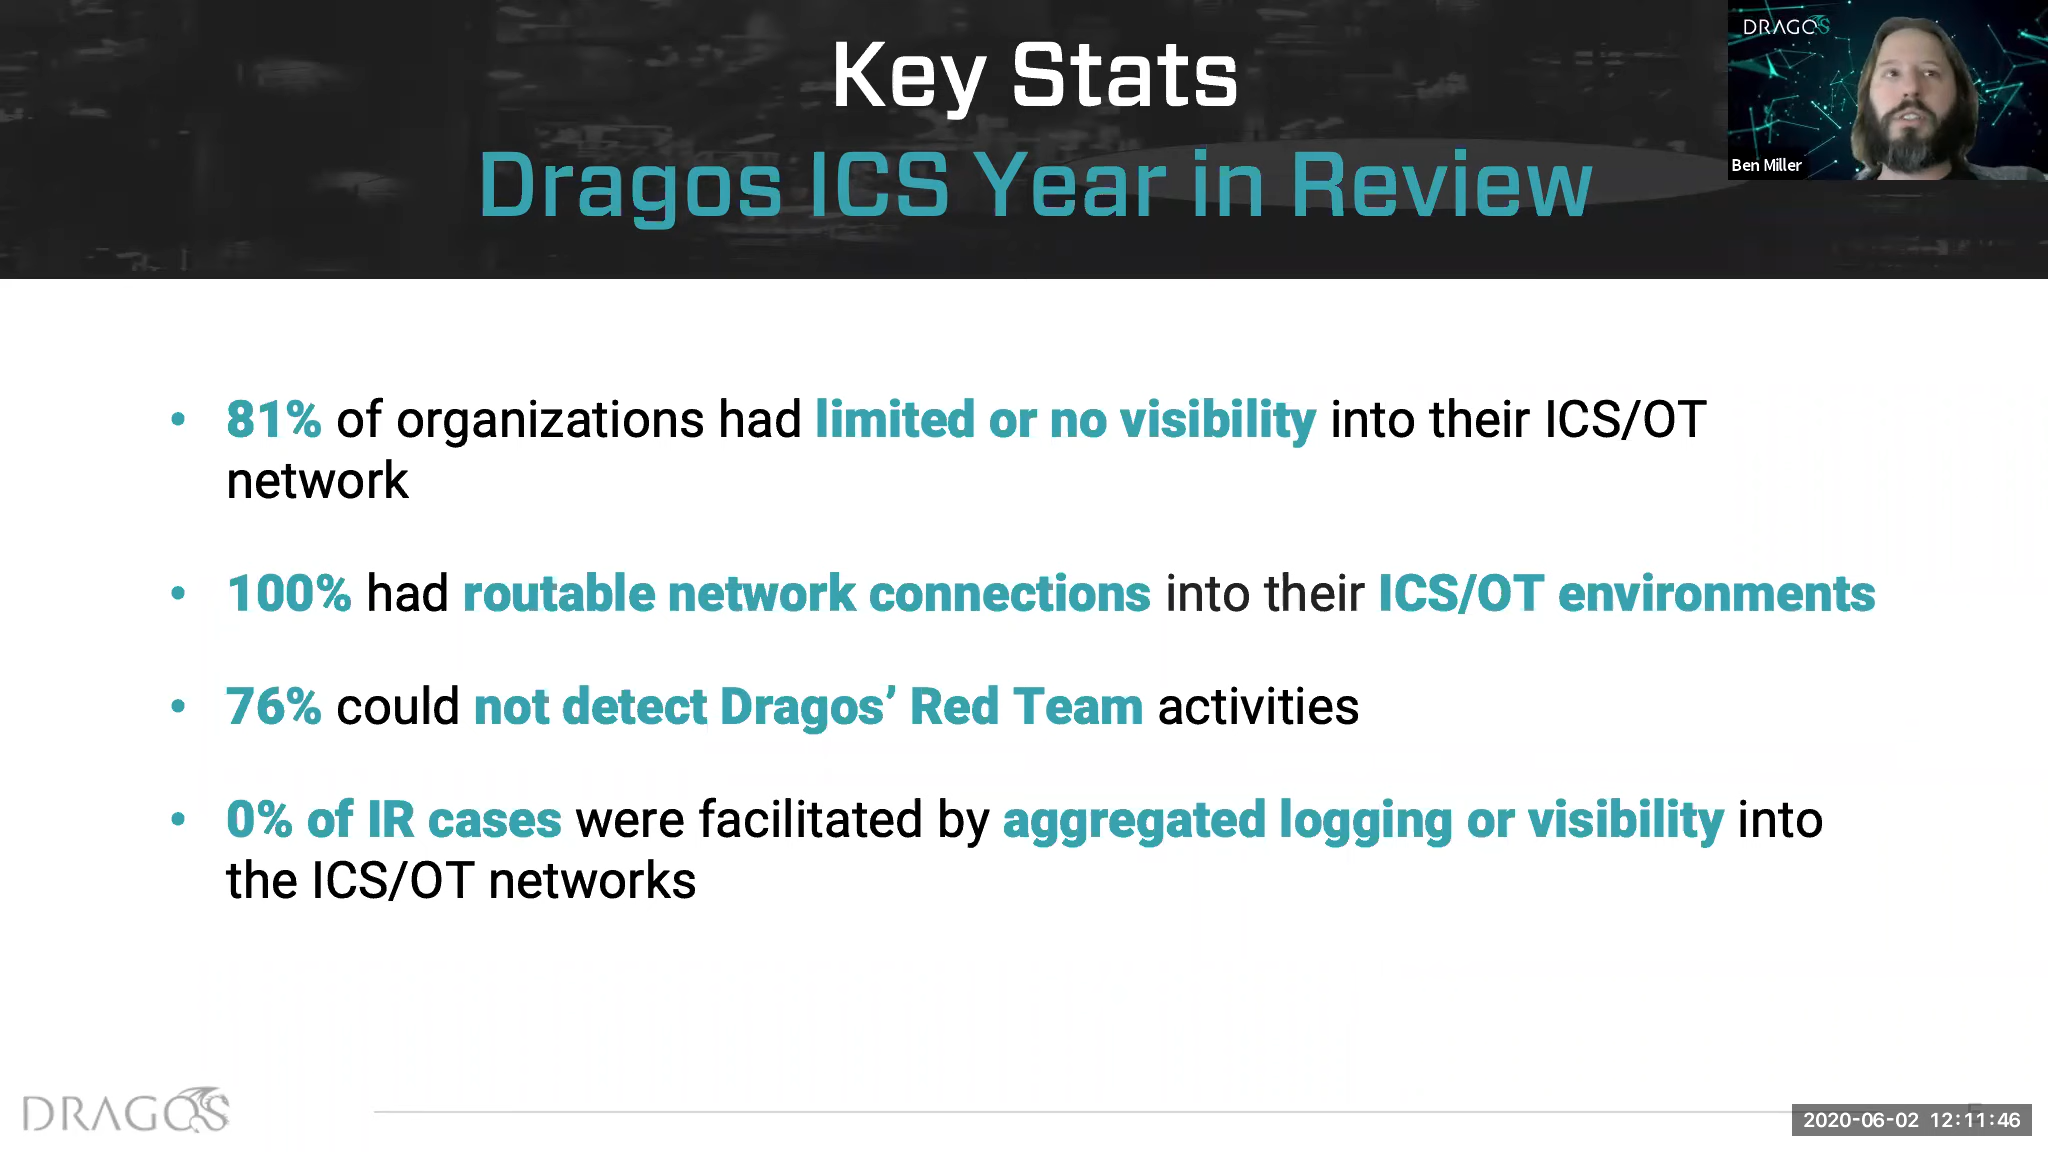 Key Stats
Dragos ICS Year in Review
DRAGOS
Ben Miller
• 81% of organizations had limited or no visibility into their ICS/OT
network
• 100% had routable network connections into their ICS/OT environments
• 76% could not detect Dragos’ Red Team activities
• 0% of IR cases were facilitated by aggregated logging or visibility into
the ICS/OT networks
DRAGOS
2020-06-02 12:11:46